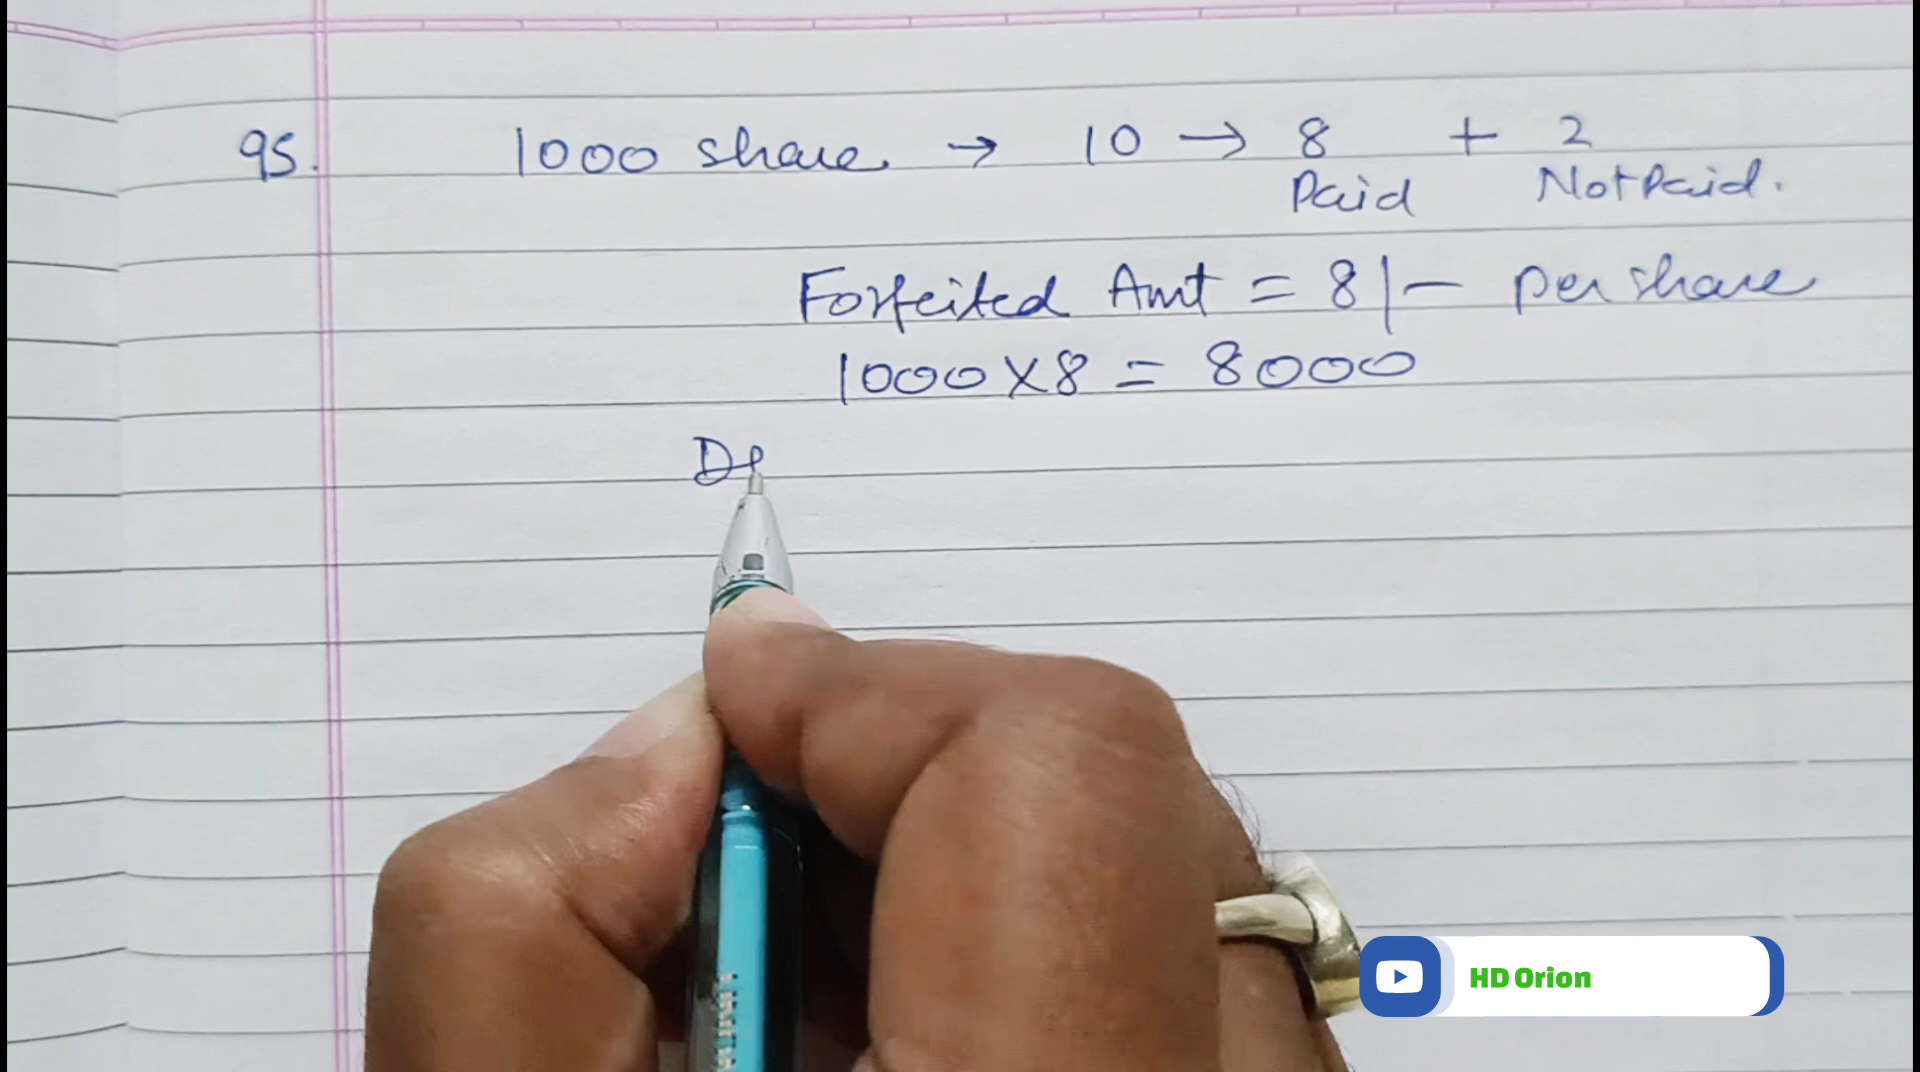 95. 1000 share → 10 → 8 + 2
Paid Not Paid.
Forfeited Amt = 8/- per share
1000 x 8 = 8000
De
HD Orion